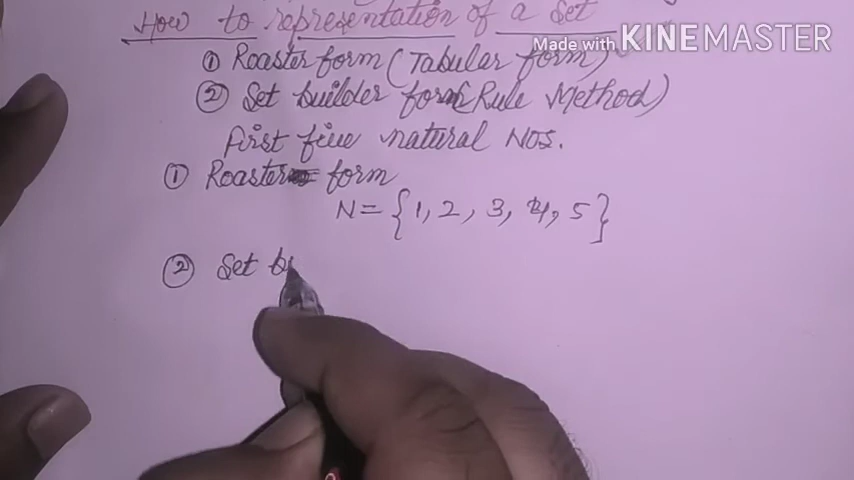 How to representation of a set
Made with KINEMASTER
① Roaster form (Tabular form)
② Set builder form (Rule Method)
First five natural Nos.
① Roaster form
N = {1, 2, 3, 4, 5}
② Set b